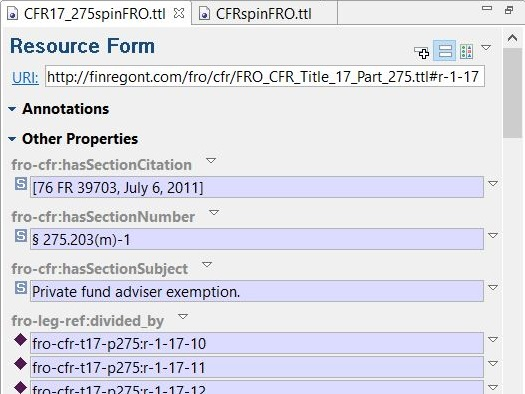 CFR17_275spinFRO.ttl
CFRspinFRO.ttl
Resource Form
URI: http://finregont.com/fro/cfr/FRO_CFR_Title_17_Part_275.ttl#r-1-17
Annotations
Other Properties
fro-cfr:hasSectionCitation
S [76 FR 39703, July 6, 2011]
fro-cfr:hasSectionNumber
S § 275.203(m)-1
fro-cfr:hasSectionSubject
S Private fund adviser exemption.
fro-leg-ref:divided_by
fro-cfr-t17-p275:r-1-17-10
fro-cfr-t17-p275:r-1-17-11
fro-cfr-t17-p275:r-1-17-12